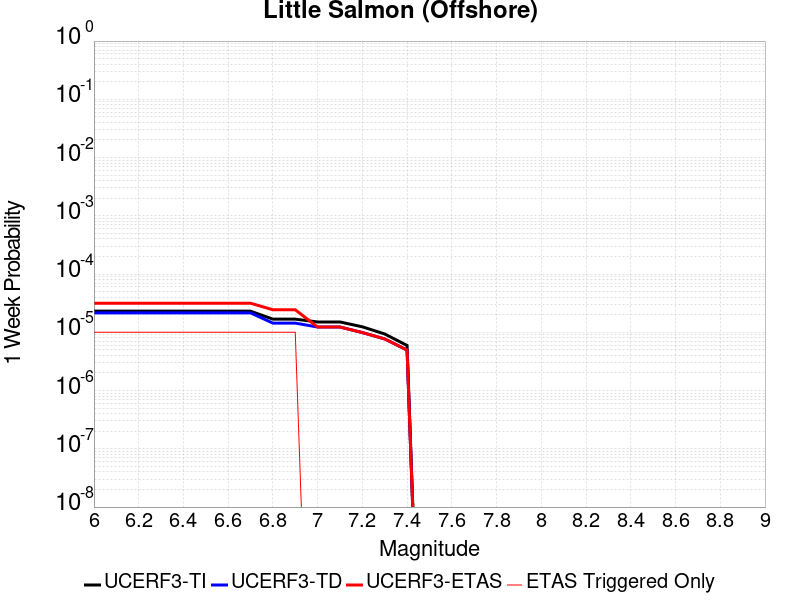 Little Salmon (Offshore)
10^0
10^-1
10^-2
10^-3
10^-4
10^-5
10^-6
10^-7
10^-8
1 Week Probability
6 6.2 6.4 6.6 6.8 7 7.2 7.4 7.6 7.8 8 8.2 8.4 8.6 8.8 9
Magnitude
UCERF3-TI UCERF3-TD UCERF3-ETAS ETAS Triggered Only